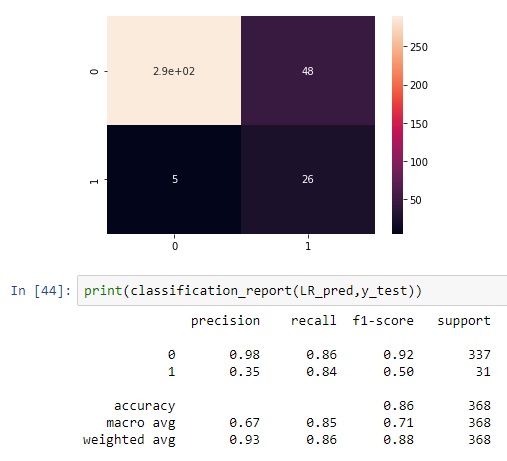 0 2.9e+02 48
1 5 26
0 1
250
200
150
100
50
In [44]: print(classification_report(LR_pred,y_test))
precision recall f1-score support
0 0.98 0.86 0.92 337
1 0.35 0.84 0.50 31
accuracy 0.86 368
macro avg 0.67 0.85 0.71 368
weighted avg 0.93 0.86 0.88 368